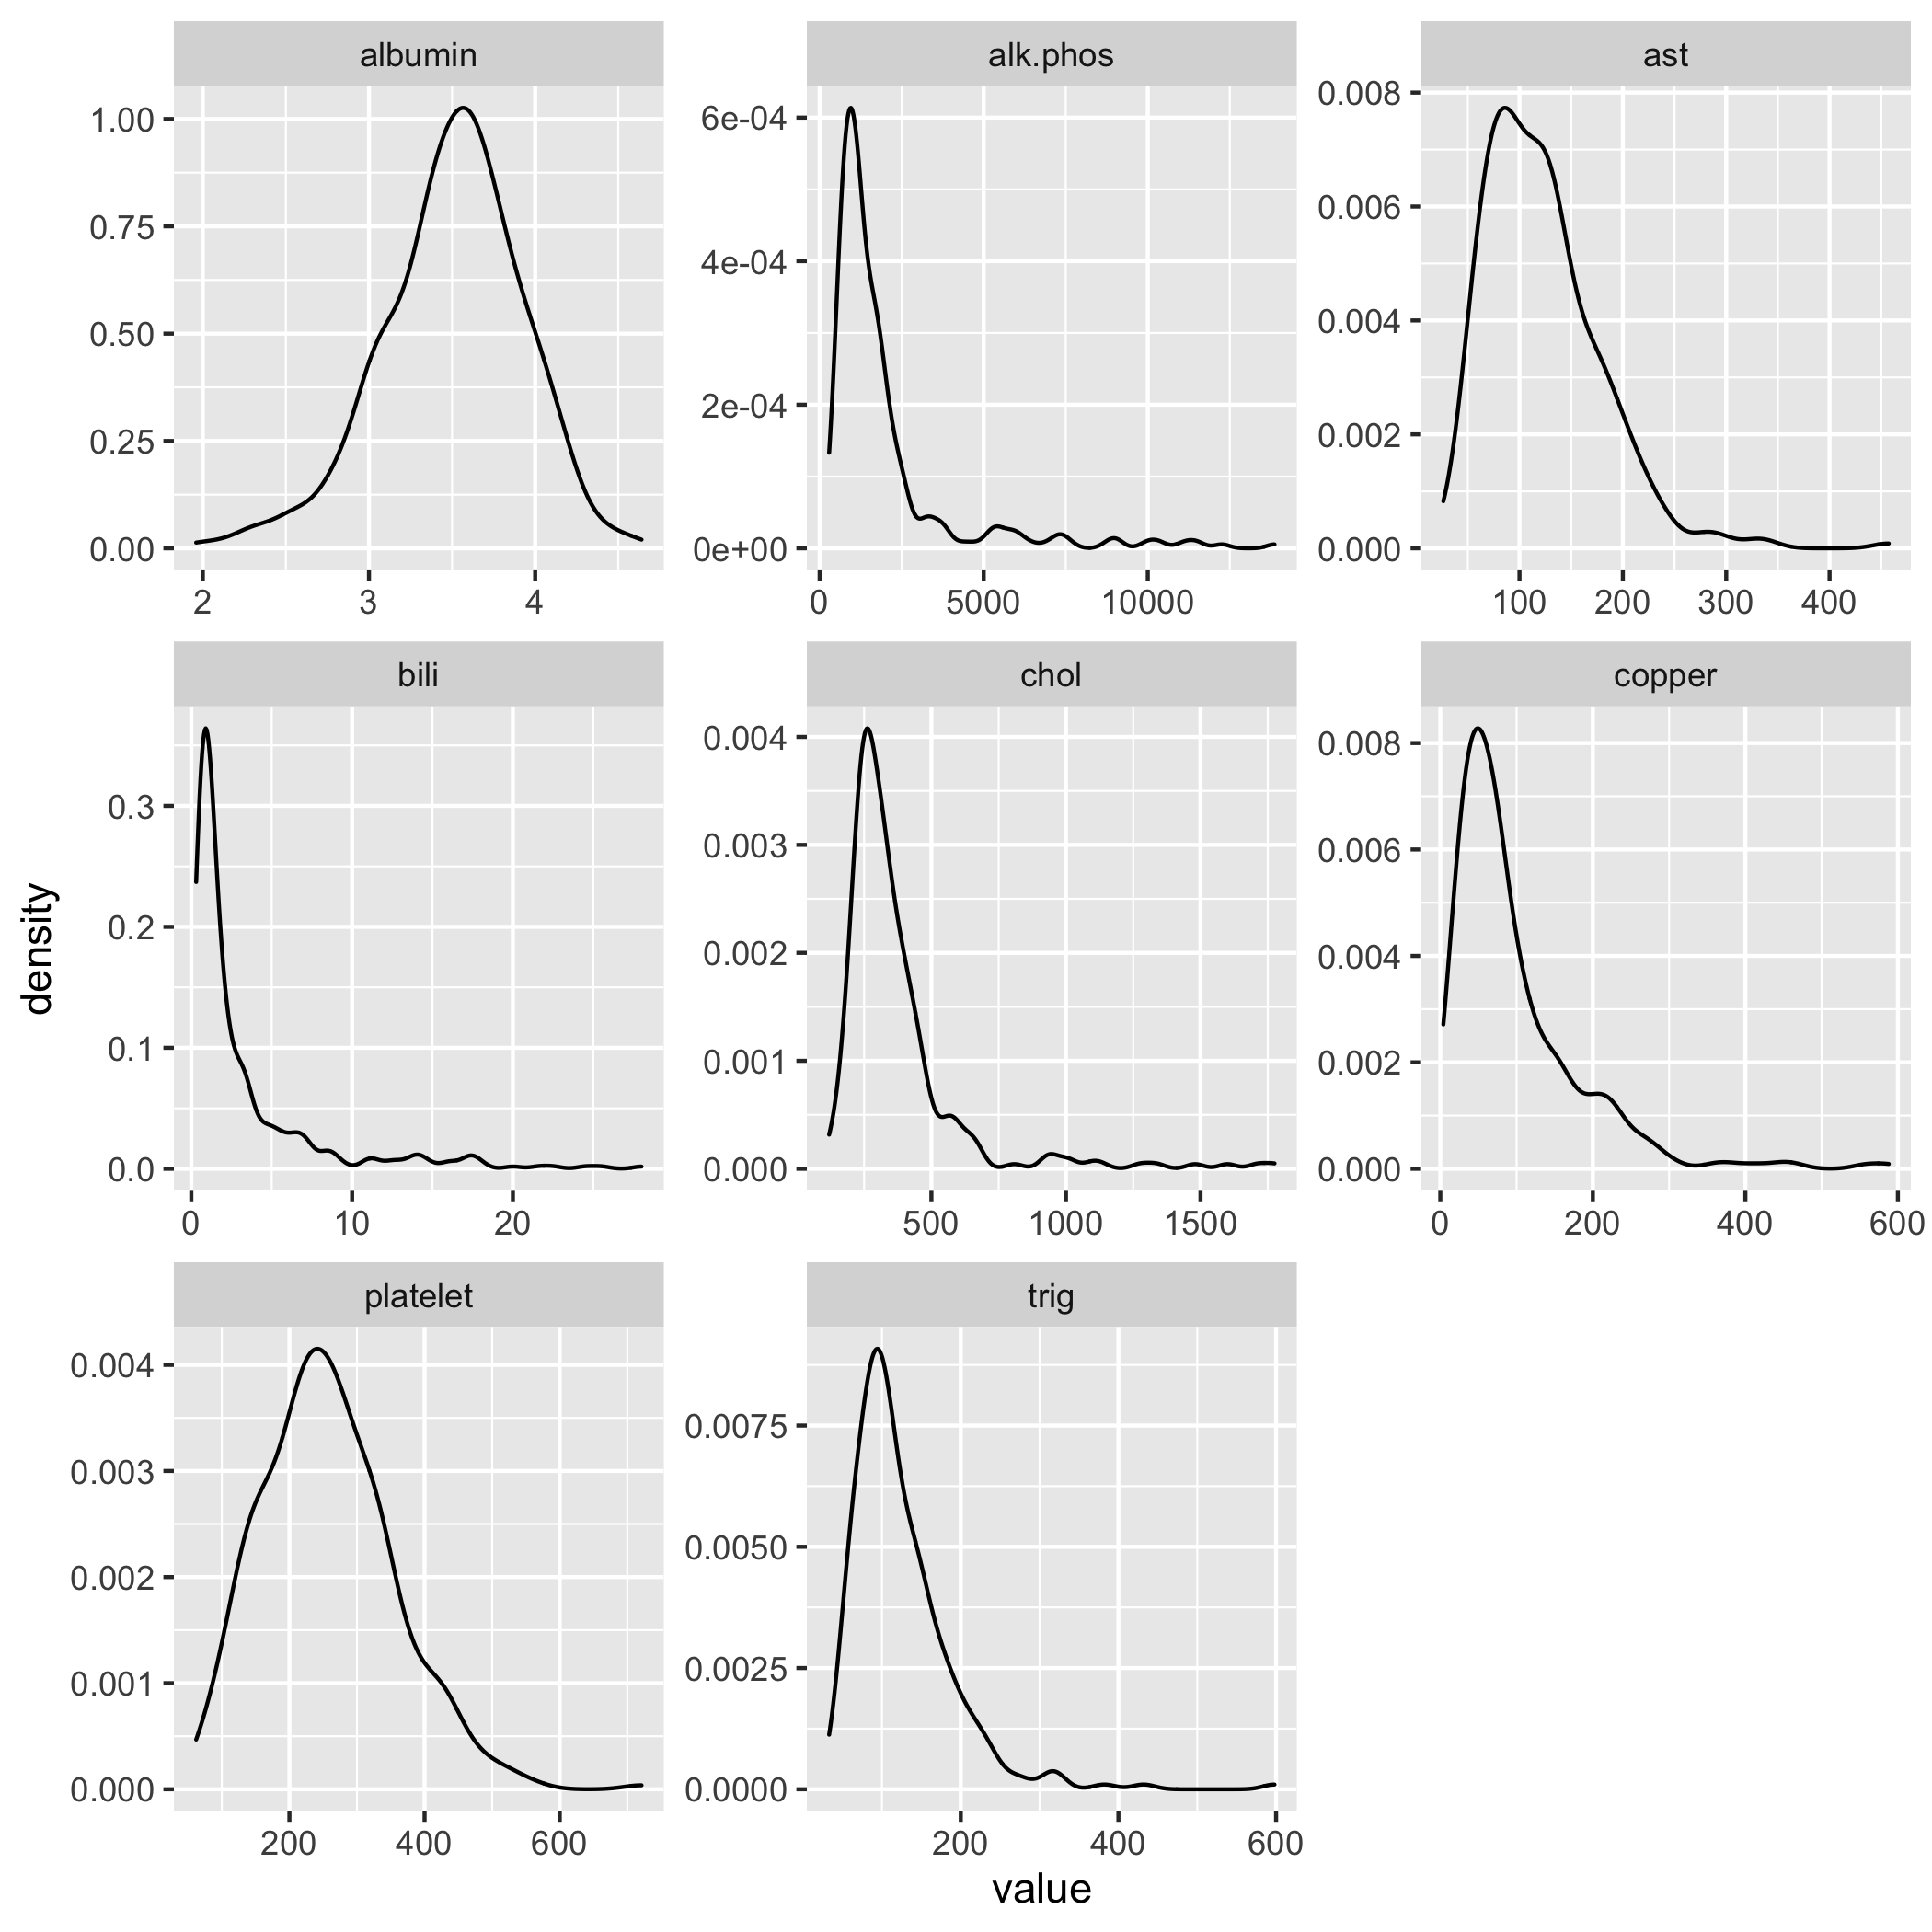 albumin
alk.phos
ast
1.00
0.75
0.50
0.25
0.00
2 3 4
6e-04
4e-04
2e-04
0e+00
0 5000 10000
0.008
0.006
0.004
0.002
0.000
100 200 300 400
bili
chol
copper
0.3
0.2
0.1
0.0
0 10 20
0.004
0.003
0.002
0.001
0.000
500 1000 1500
0.008
0.006
0.004
0.002
0.000
0 200 400 600
platelet
trig
0.004
0.003
0.002
0.001
0.000
200 400 600
0.0075
0.0050
0.0025
0.0000
200 400 600
density
value